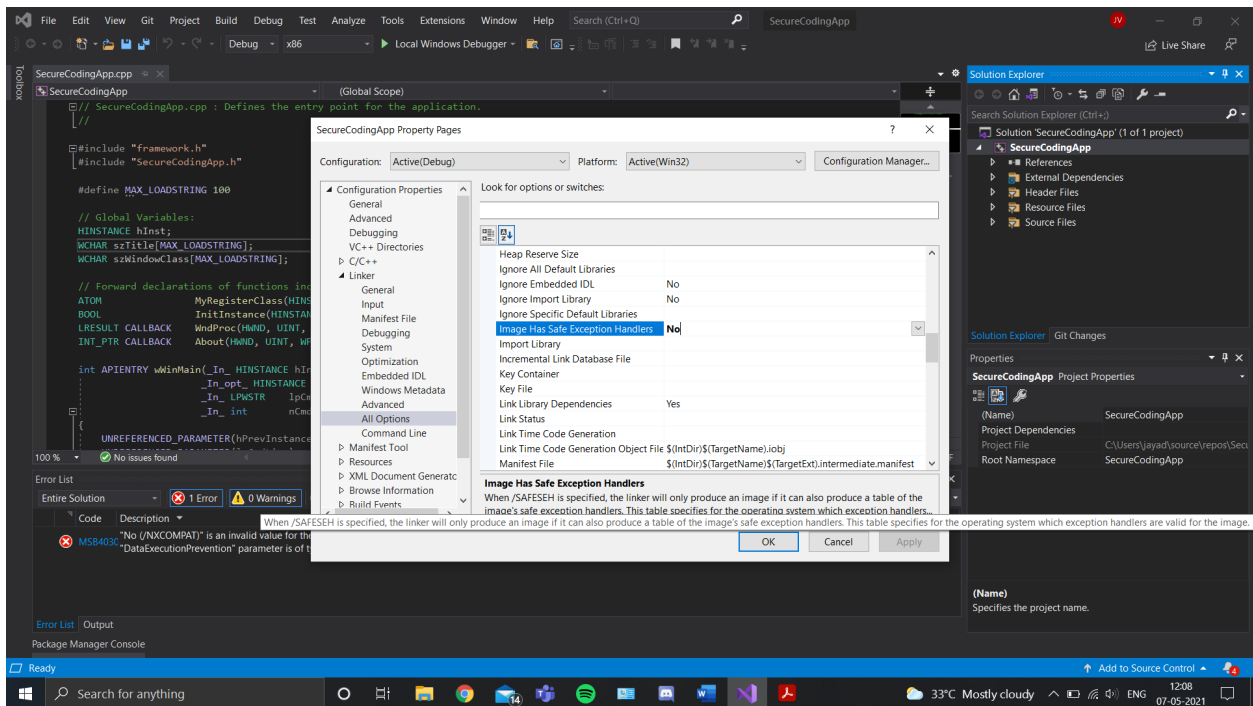 File Edit View Git Project Build Debug Test Analyze Tools Extensions Window Help Search (Ctrl+Q) SecureCodingApp JV
Debug x86 Local Windows Debugger Live Share
Toolbox
SecureCodingApp.cpp
SecureCodingApp (Global Scope)
// SecureCodingApp.cpp : Defines the entry point for the application.
//
#include "framework.h"
#include "SecureCodingApp.h"
#define MAX_LOADSTRING 100
// Global Variables:
HINSTANCE hInst;
WCHAR szTitle[MAX_LOADSTRING];
WCHAR szWindowClass[MAX_LOADSTRING];
// Forward declarations of functions inc
ATOM MyRegisterClass(HINS
BOOL InitInstance(HINSTAN
LRESULT CALLBACK WndProc(HWND, UINT,
INT_PTR CALLBACK About(HWND, UINT, WP
int APIENTRY wWinMain(_In_ HINSTANCE hIn
_In_opt_ HINSTANCE
_In_ LPWSTR lpCm
_In_ int nCmd
{
UNREFERENCED_PARAMETER(hPrevInstance
100 % No issues found
Error List
Entire Solution 1 Error 0 Warnings
Code Description
MSB4030 "No (/NXCOMPAT)" is an invalid value for the
"DataExecutionPrevention" parameter is of t
Error List Output
Package Manager Console
SecureCodingApp Property Pages ? ×
Configuration: Active(Debug) Platform: Active(Win32) Configuration Manager...
Configuration Properties
General
Advanced
Debugging
VC++ Directories
C/C++
Linker
General
Input
Manifest File
Debugging
System
Optimization
Embedded IDL
Windows Metadata
Advanced
All Options
Command Line
Manifest Tool
Resources
XML Document Generatc
Browse Information
Build Events
Look for options or switches:
Heap Reserve Size
Ignore All Default Libraries
Ignore Embedded IDL No
Ignore Import Library No
Ignore Specific Default Libraries
Image Has Safe Exception Handlers No
Import Library
Incremental Link Database File
Key Container
Key File
Link Library Dependencies Yes
Link Status
Link Time Code Generation
Link Time Code Generation Object File $(IntDir)$(TargetName).iobj
Manifest File $(IntDir)$(TargetName)$(TargetExt).intermediate.manifest
Image Has Safe Exception Handlers
When /SAFESEH is specified, the linker will only produce an image if it can also produce a table of the
image's safe exception handlers. This table specifies for the operating system which exception handlers...
When /SAFESEH is specified, the linker will only produce an image if it can also produce a table of the image's safe exception handlers. This table specifies for the operating system which exception handlers are valid for the image.
OK Cancel Apply
Solution Explorer
Search Solution Explorer (Ctrl+;)
Solution 'SecureCodingApp' (1 of 1 project)
SecureCodingApp
References
External Dependencies
Header Files
Resource Files
Source Files
Solution Explorer Git Changes
Properties
SecureCodingApp Project Properties
(Name) SecureCodingApp
Project Dependencies
Project File C:\Users\jayad\source\repos\Secu
Root Namespace SecureCodingApp
(Name)
Specifies the project name.
Ready Add to Source Control 4
Search for anything 14 33°C Mostly cloudy ENG 12:08
07-05-2021